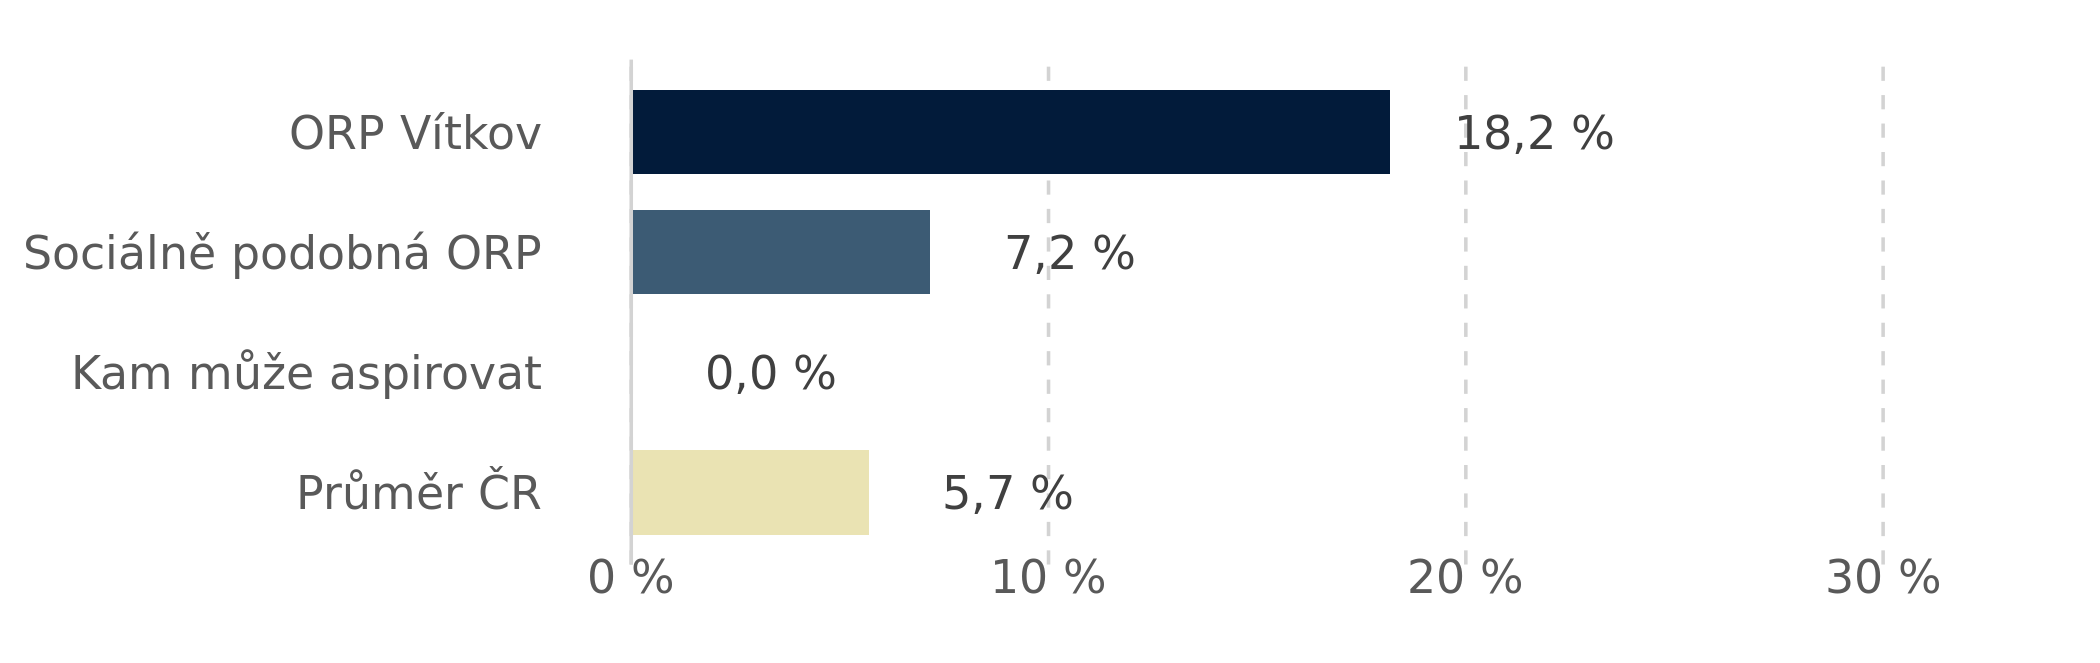 ORP Vítkov 18,2 %
Sociálně podobná ORP 7,2 %
Kam může aspirovat 0,0 %
Průměr ČR 5,7 %
0 % 10 % 20 % 30 %